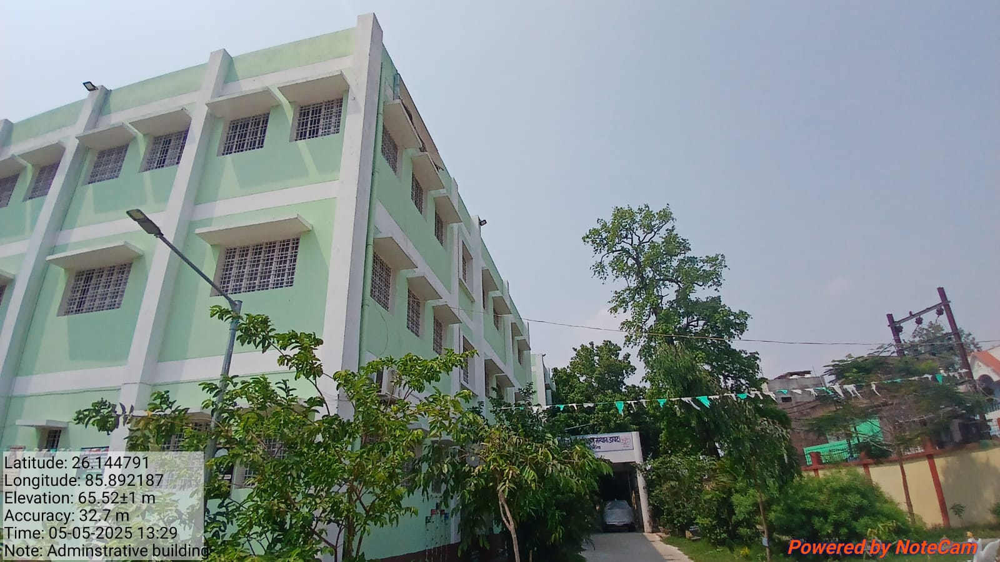 संस्थान, डायट)
Latitude: 26.144791
Longitude: 85.892187
Elevation: 65.52±1 m
Accuracy: 32.7 m
Time: 05-05-2025 13:29
Note: Adminstrative building
Powered by NoteCam